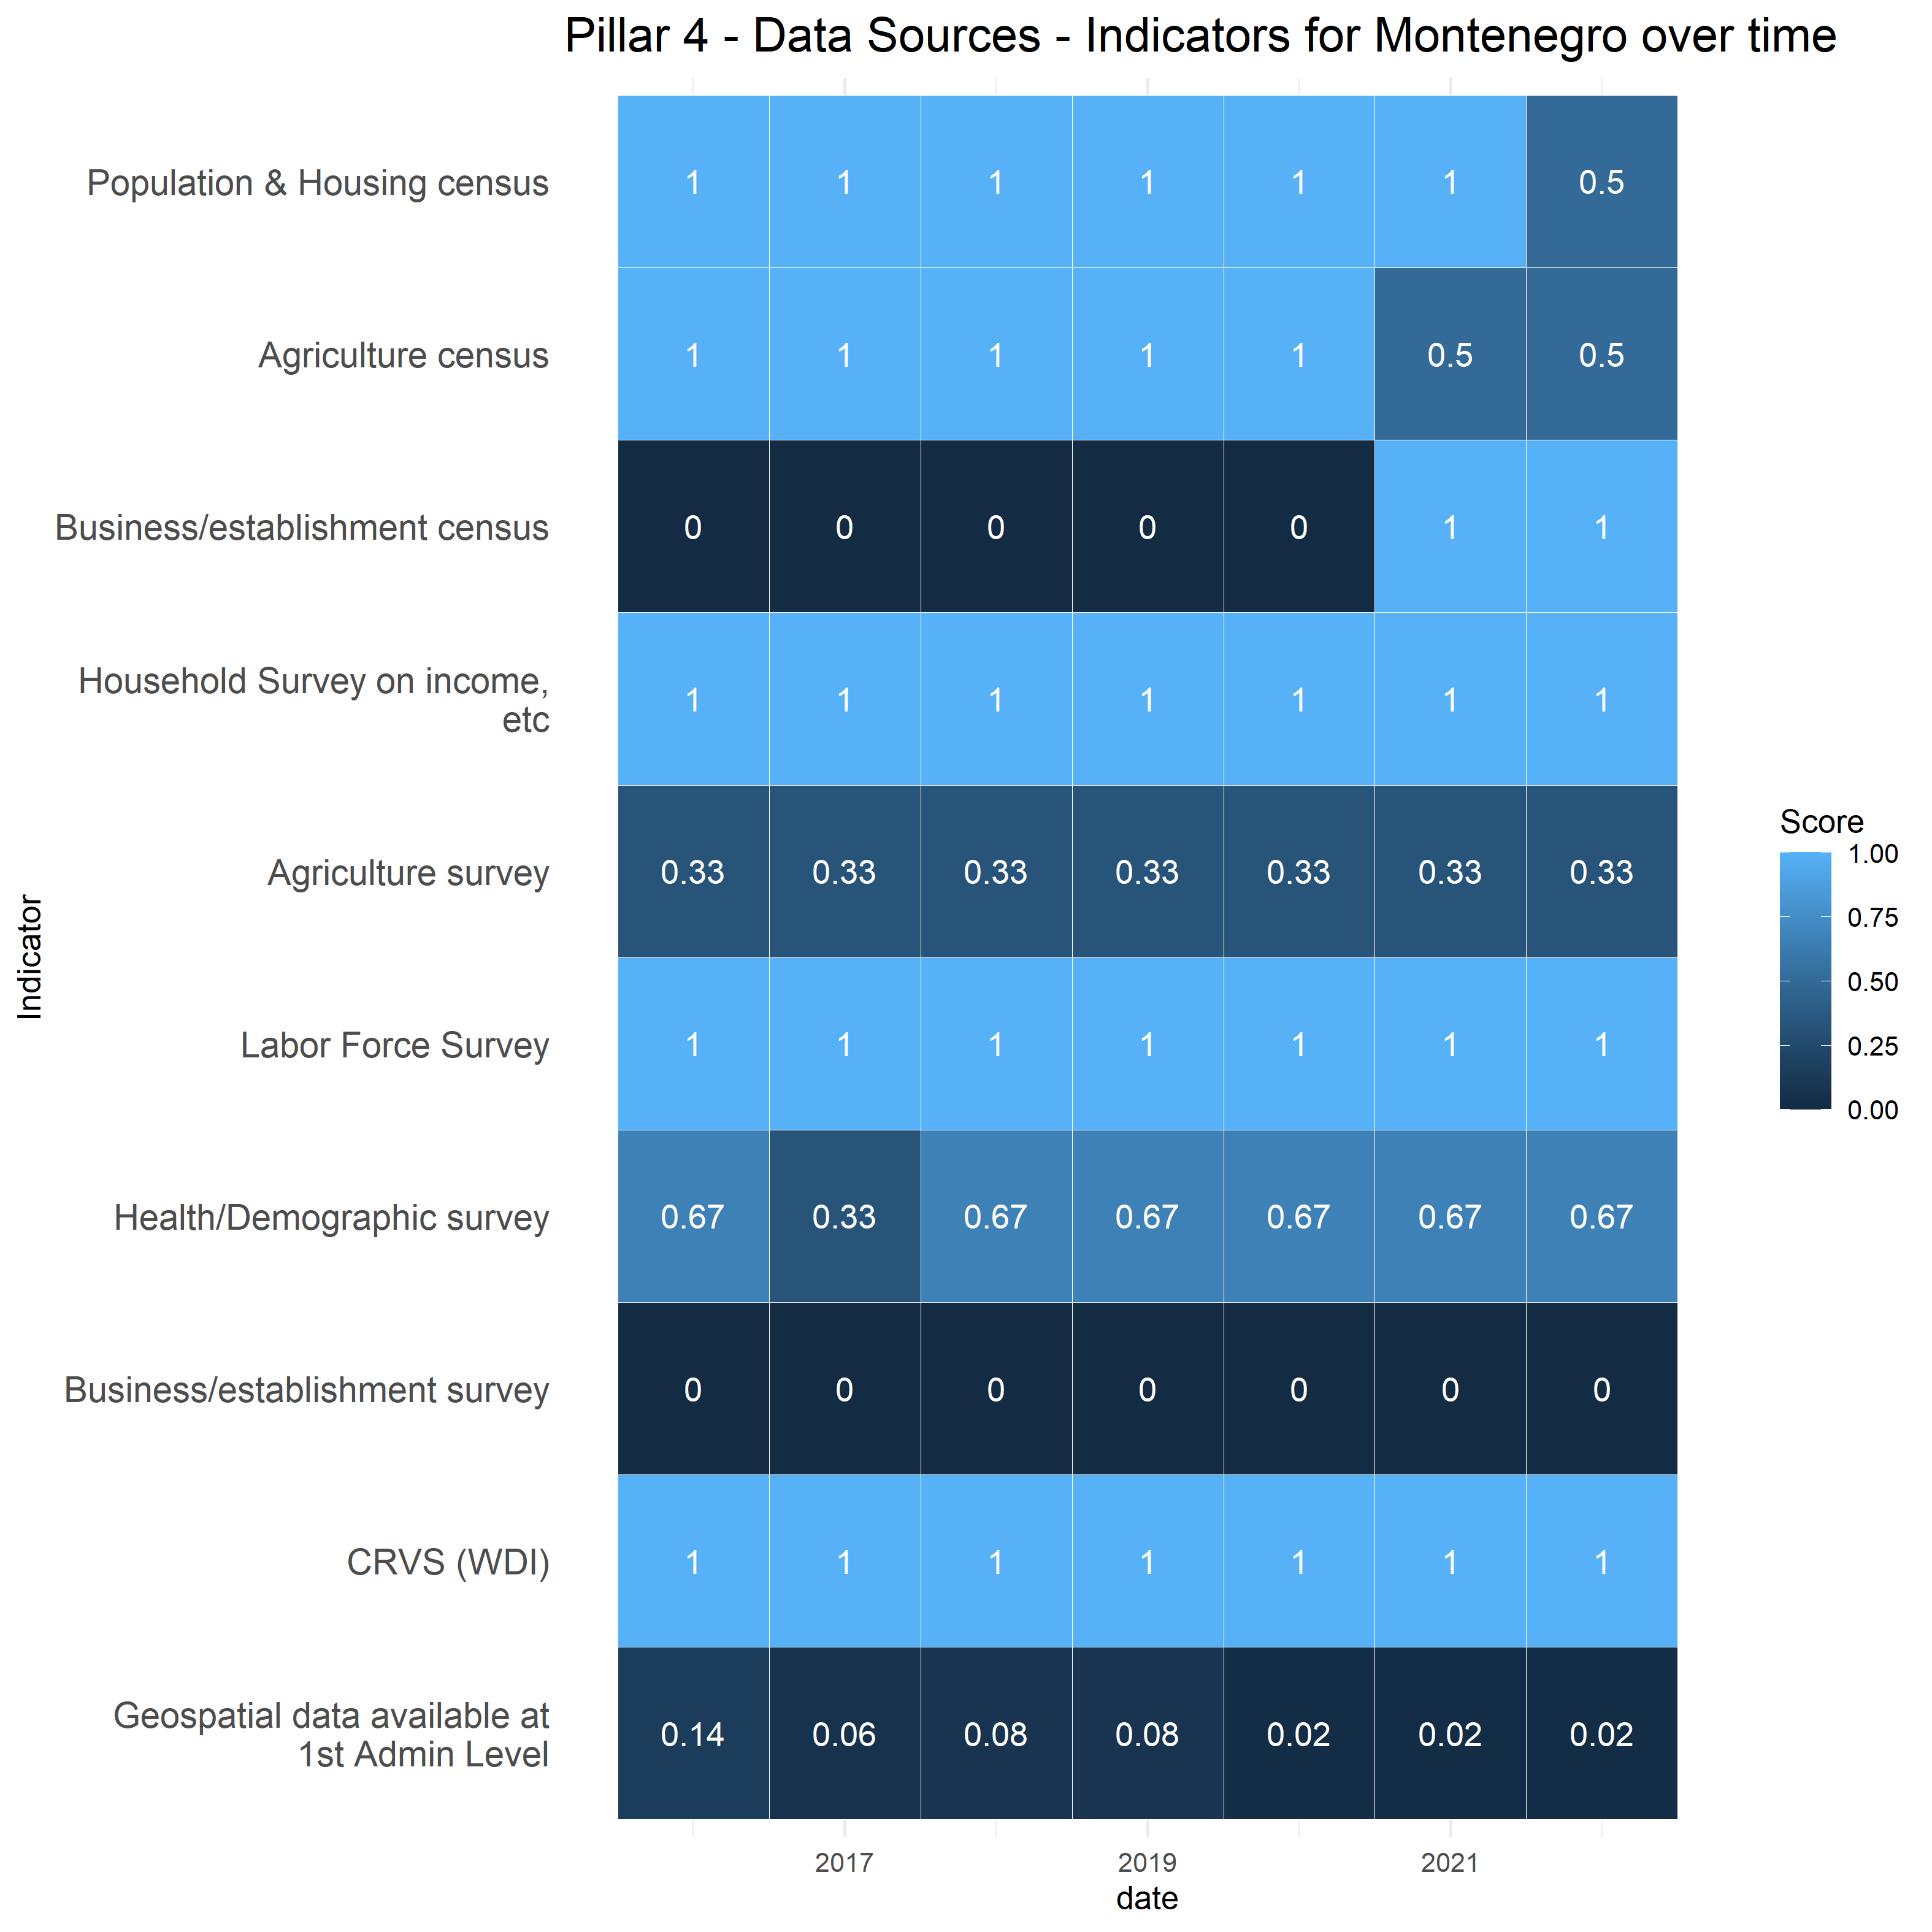 Pillar 4 - Data Sources - Indicators for Montenegro over time
Population & Housing census
1 1 1 1 1 1 0.5
Agriculture census
1 1 1 1 1 0.5 0.5
Business/establishment census
0 0 0 0 0 1 1
Household Survey on income,
etc
1 1 1 1 1 1 1
Agriculture survey
0.33 0.33 0.33 0.33 0.33 0.33 0.33
Labor Force Survey
1 1 1 1 1 1 1
Health/Demographic survey
0.67 0.33 0.67 0.67 0.67 0.67 0.67
Business/establishment survey
0 0 0 0 0 0 0
CRVS (WDI)
1 1 1 1 1 1 1
Geospatial data available at
1st Admin Level
0.14 0.06 0.08 0.08 0.02 0.02 0.02
2017 2019 2021
date
Indicator
Score
1.00
0.75
0.50
0.25
0.00